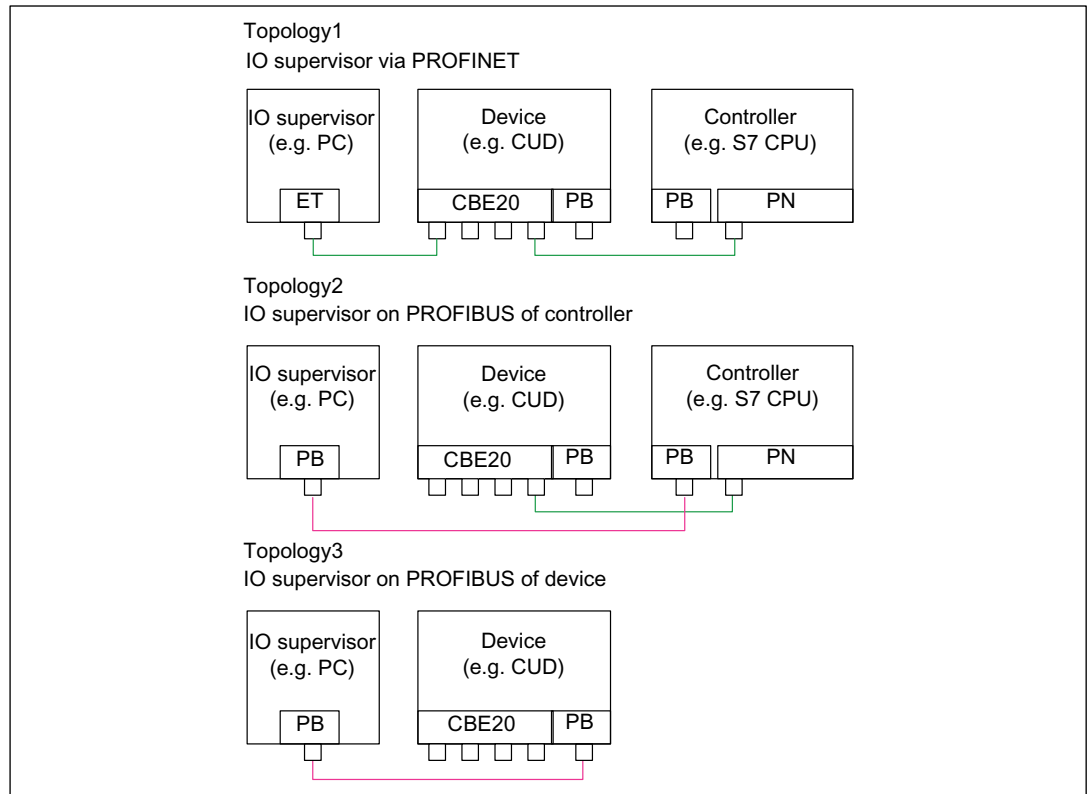 Topology1
IO supervisor via PROFINET
IO supervisor
(e.g. PC)
Device
(e.g. CUD)
Controller
(e.g. S7 CPU)
ET
CBE20
PB
PB
PN
Topology2
IO supervisor on PROFIBUS of controller
IO supervisor
(e.g. PC)
Device
(e.g. CUD)
Controller
(e.g. S7 CPU)
PB
CBE20
PB
PB
PN
Topology3
IO supervisor on PROFIBUS of device
IO supervisor
(e.g. PC)
Device
(e.g. CUD)
PB
CBE20
PB